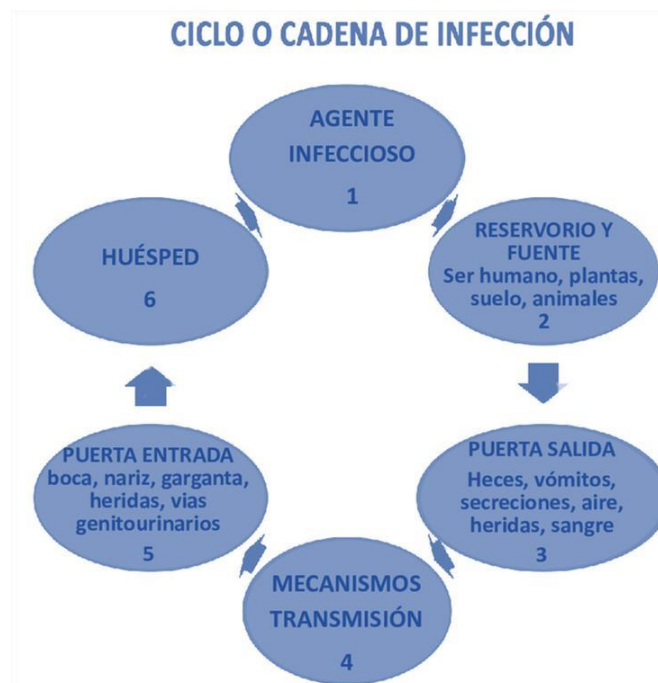 CICLO O CADENA DE INFECCIÓN
AGENTE
INFECCIOSO
1
RESERVORIO Y
FUENTE
Ser humano, plantas,
suelo, animales
2
PUERTA SALIDA
Heces, vómitos,
secreciones, aire,
heridas, sangre
3
MECANISMOS
TRANSMISIÓN
4
PUERTA ENTRADA
boca, nariz, garganta,
heridas, vias
genitourinarios
5
HUÉSPED
6